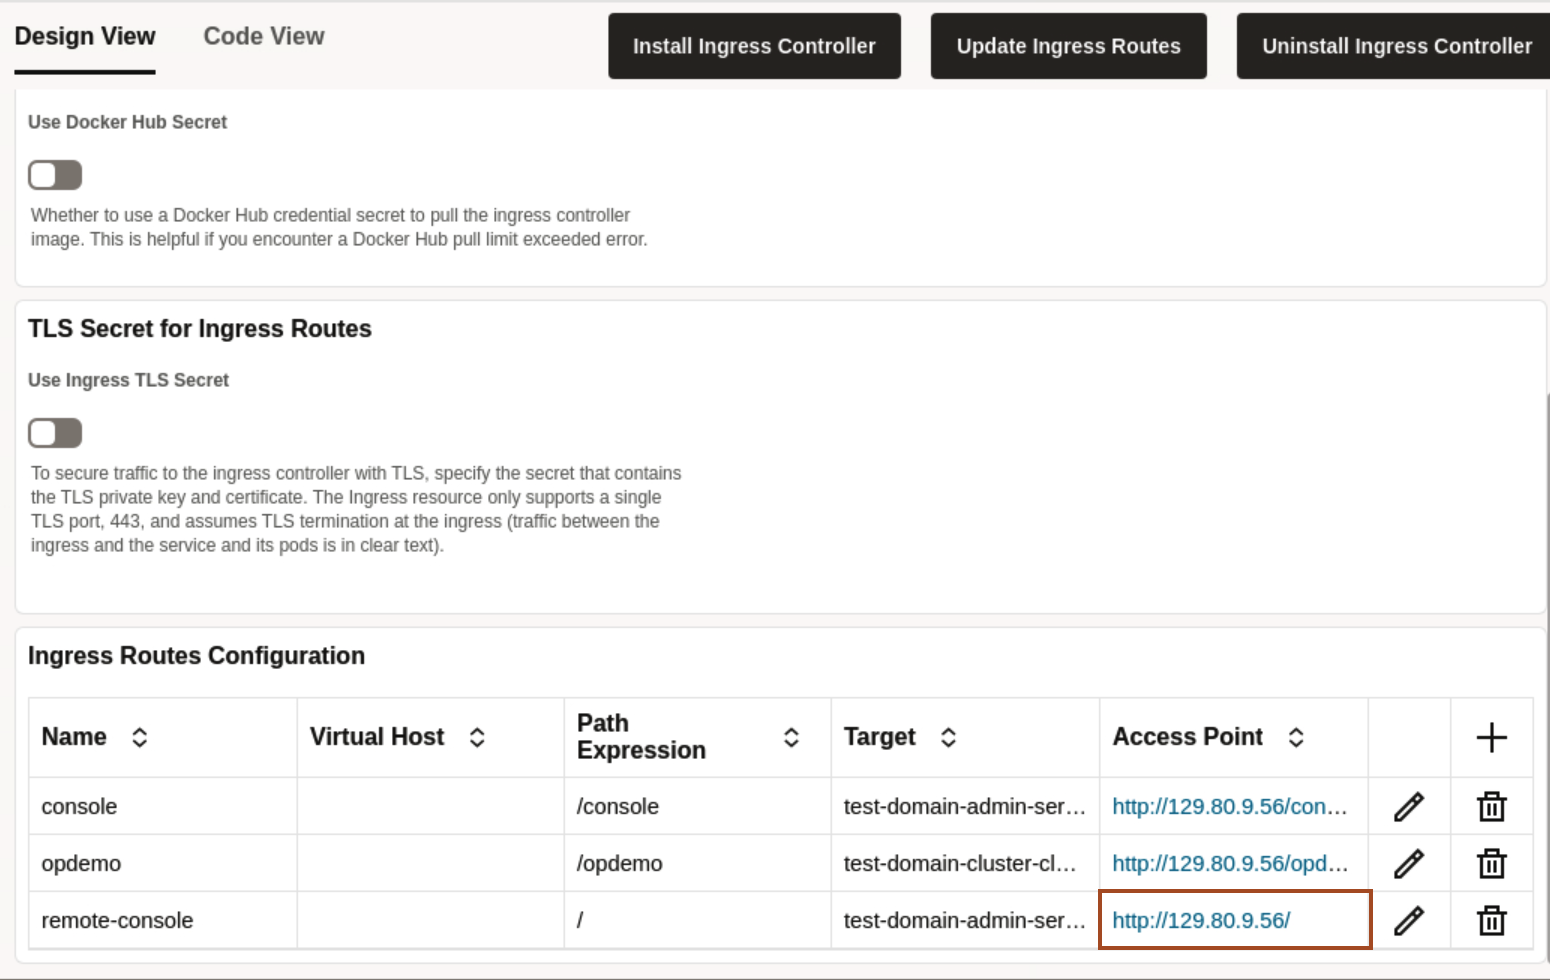 Design View
Code View
Install Ingress Controller
Update Ingress Routes
Uninstall Ingress Controller
Use Docker Hub Secret
Whether to use a Docker Hub credential secret to pull the ingress controller
image. This is helpful if you encounter a Docker Hub pull limit exceeded error.
TLS Secret for Ingress Routes
Use Ingress TLS Secret
To secure traffic to the ingress controller with TLS, specify the secret that contains
the TLS private key and certificate. The Ingress resource only supports a single
TLS port, 443, and assumes TLS termination at the ingress (traffic between the
ingress and the service and its pods is in clear text).
Ingress Routes Configuration
Name
Virtual Host
Path
Expression
Target
Access Point
console
/console
test-domain-admin-ser...
http://129.80.9.56/con...
opdemo
/opdemo
test-domain-cluster-cl...
http://129.80.9.56/opd...
remote-console
/
test-domain-admin-ser...
http://129.80.9.56/